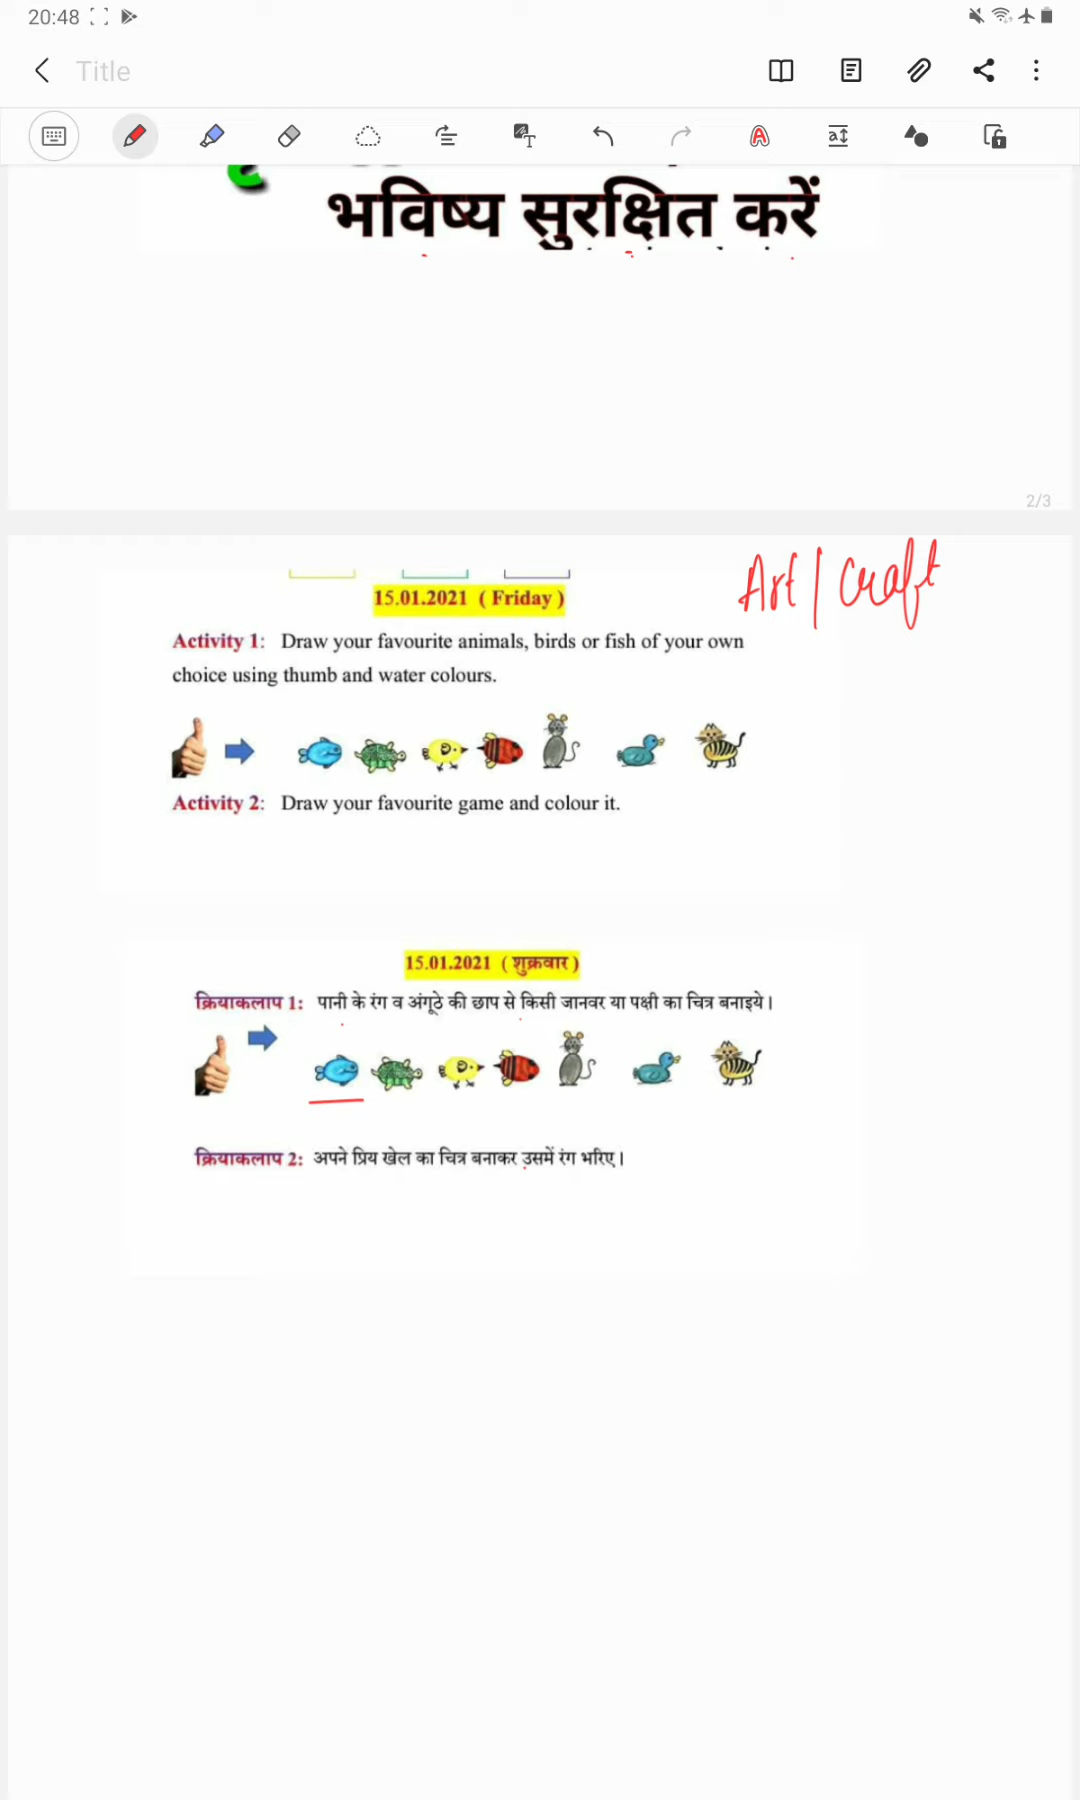 20:48
Title
भविष्य सुरक्षित करें
2/3
Art / Craft
15.01.2021 ( Friday )
Activity 1: Draw your favourite animals, birds or fish of your own
choice using thumb and water colours.
Activity 2: Draw your favourite game and colour it.
15.01.2021 ( शुक्रवार )
क्रियाकलाप 1: पानी के रंग व अंगूठे की छाप से किसी जानवर या पक्षी का चित्र बनाइये।
क्रियाकलाप 2: अपने प्रिय खेल का चित्र बनाकर उसमें रंग भरिए।